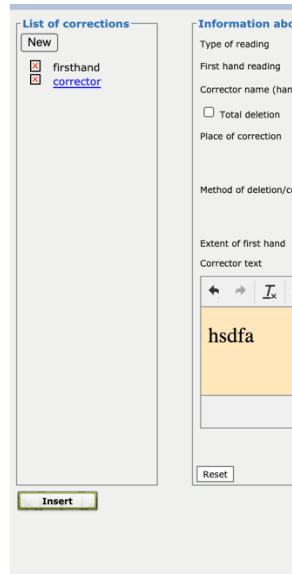 List of corrections
New
firsthand
corrector
Insert
Information abo
Type of reading
First hand reading
Corrector name (han
Total deletion
Place of correction
Method of deletion/co
Extent of first hand
Corrector text
hsdfa
Reset